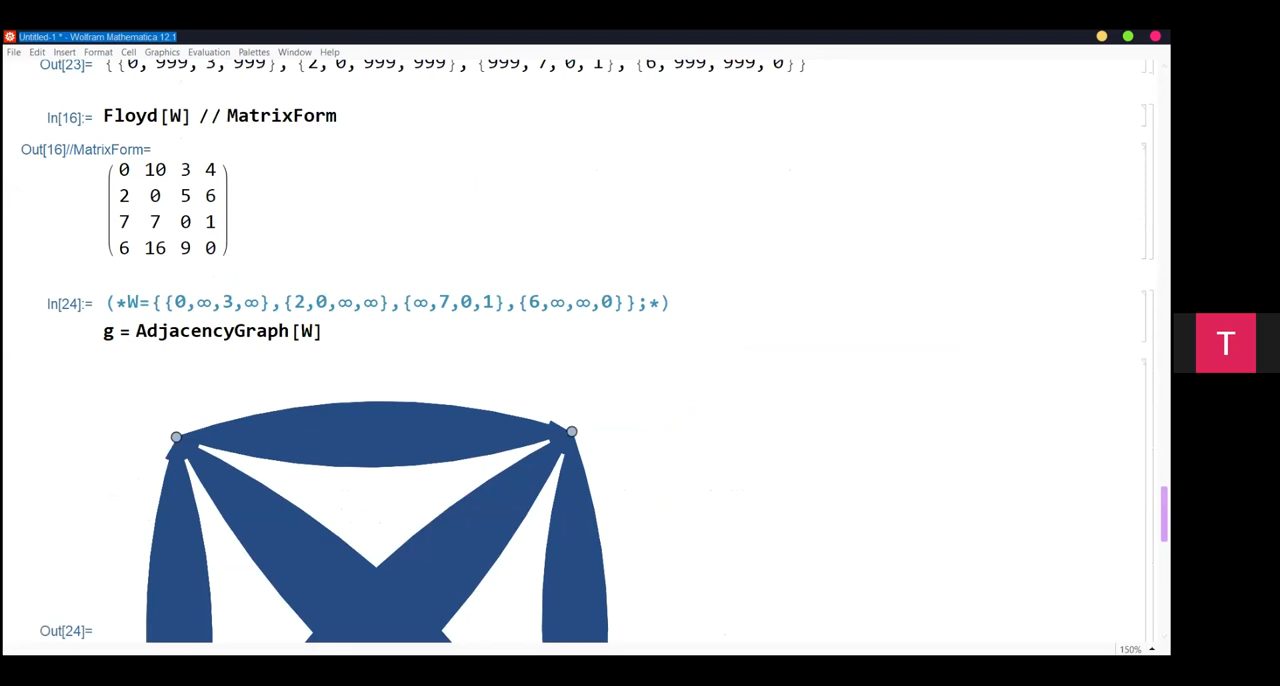 Untitled-1 * - Wolfram Mathematica 12.1
File Edit Insert Format Cell Graphics Evaluation Palettes Window Help
Out[23]= {{0, 999, 3, 999}, {2, 0, 999, 999}, {999, 7, 0, 1}, {6, 999, 999, 0}}
In[16]:= Floyd[W] // MatrixForm
Out[16]//MatrixForm=
0 10 3 4
2 0 5 6
7 7 0 1
6 16 9 0
In[24]:= (*W={{0,∞,3,∞},{2,0,∞,∞},{∞,7,0,1},{6,∞,∞,0}};*)
g = AdjacencyGraph[W]
T
Out[24]=
150%